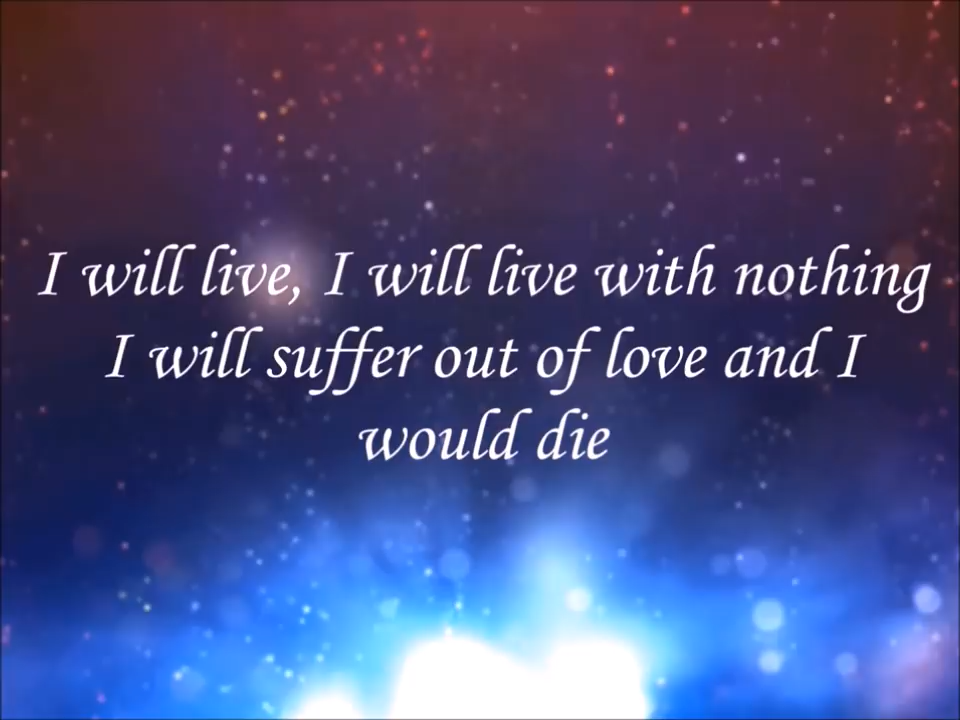 I will live, I will live with nothing
I will suffer out of love and I
would die